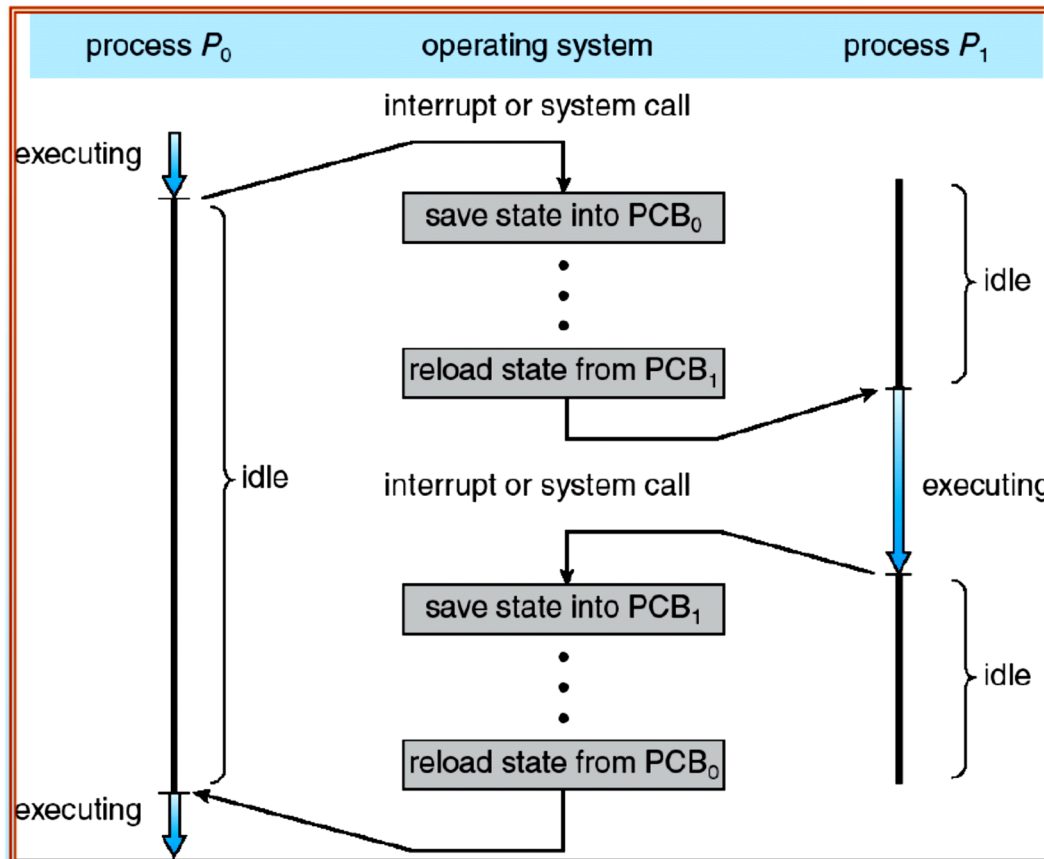 process P₀ operating system process P₁
interrupt or system call
executing
save state into PCB₀
idle
reload state from PCB₁
idle
interrupt or system call
executing
save state into PCB₁
idle
reload state from PCB₀
executing